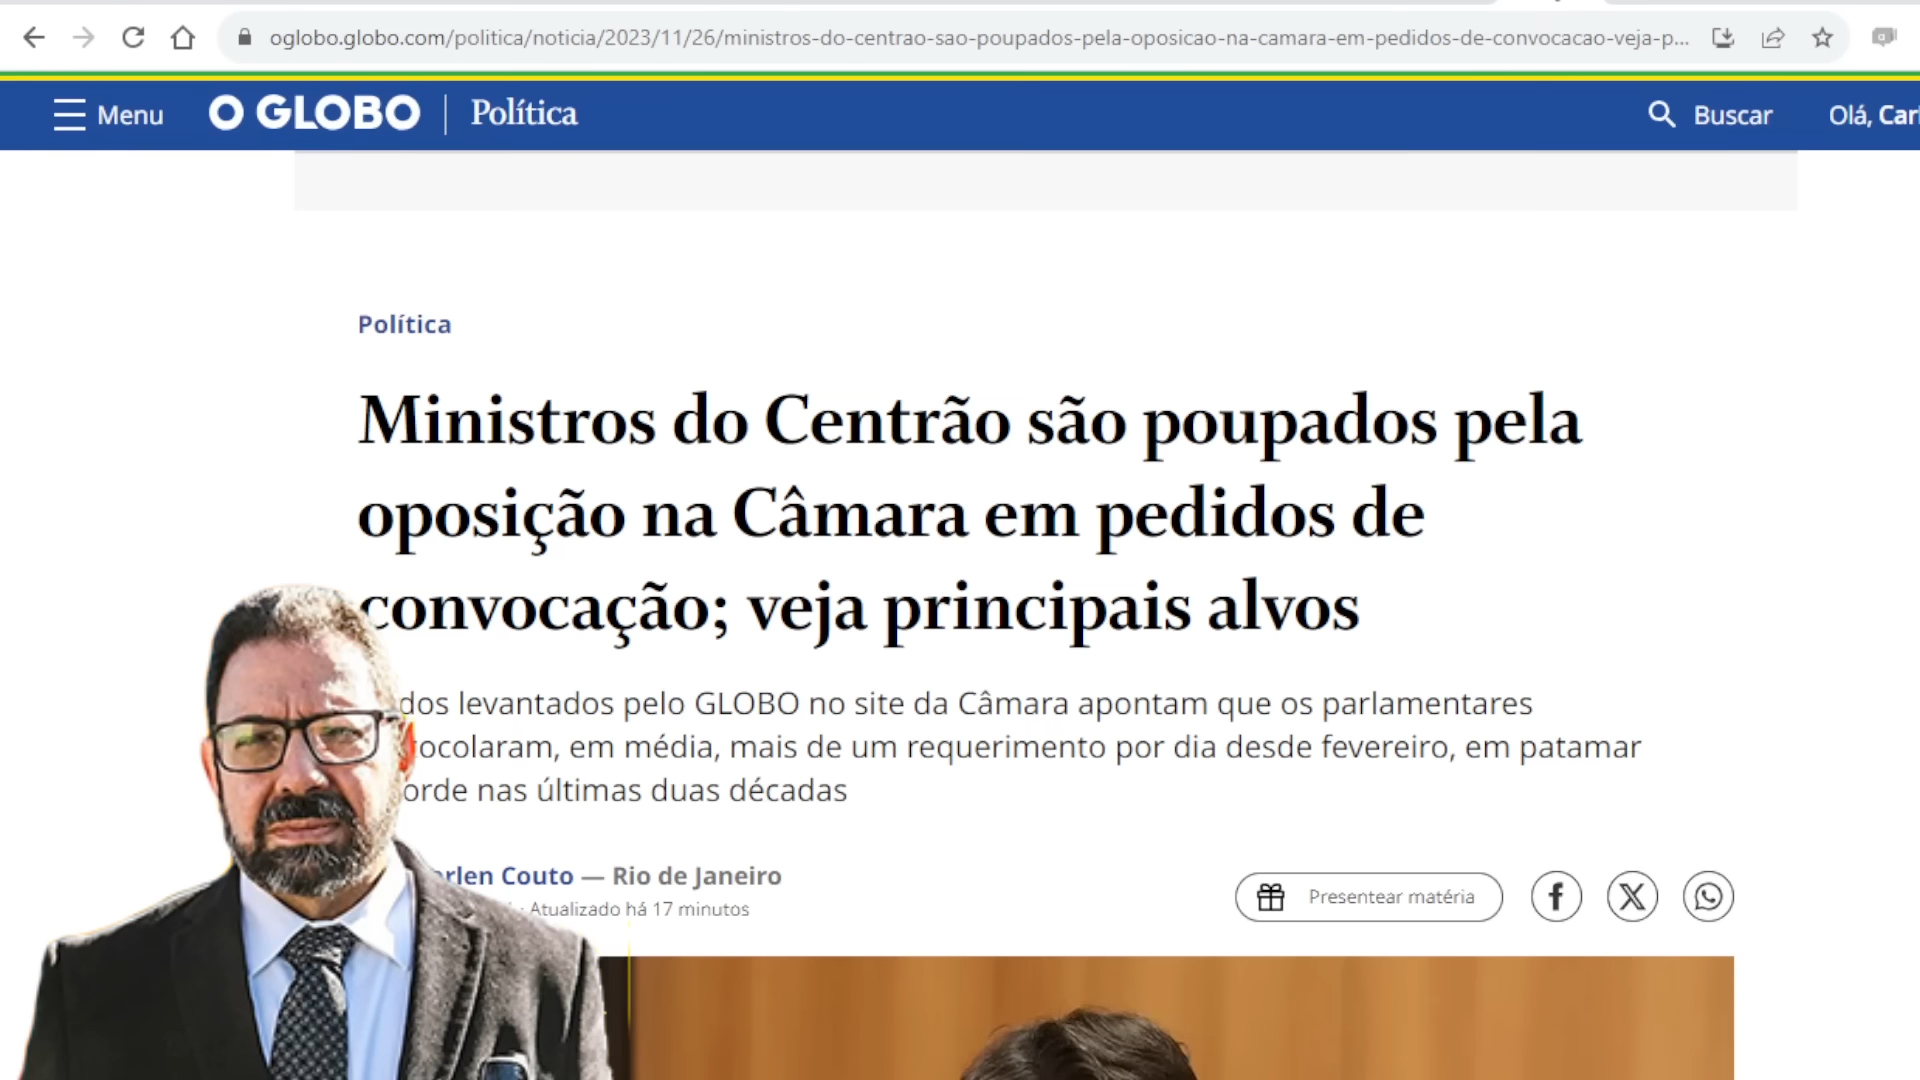 oglobo.globo.com/politica/noticia/2023/11/26/ministros-do-centrao-sao-poupados-pela-oposicao-na-camara-em-pedidos-de-convocacao-veja-p...
Menu O GLOBO Política Buscar Olá, Carl
Política
Ministros do Centrão são poupados pela
oposição na Câmara em pedidos de
convocação; veja principais alvos
dos levantados pelo GLOBO no site da Câmara apontam que os parlamentares
ocolaram, em média, mais de um requerimento por dia desde fevereiro, em patamar
orde nas últimas duas décadas
rlen Couto — Rio de Janeiro
· Atualizado há 17 minutos
Presentear matéria